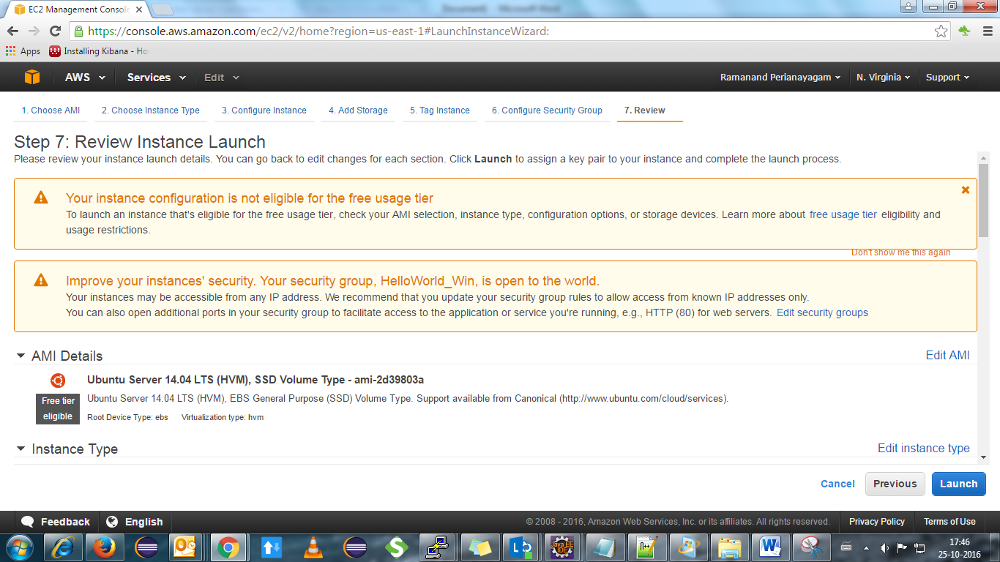 EC2 Management Console
Document1 - Microsoft Word
https://console.aws.amazon.com/ec2/v2/home?region=us-east-1#LaunchInstanceWizard:
Apps Installing Kibana - Ho
AWS Services Edit Ramanand Perianayagam N. Virginia Support
1. Choose AMI 2. Choose Instance Type 3. Configure Instance 4. Add Storage 5. Tag Instance 6. Configure Security Group 7. Review
Step 7: Review Instance Launch
Please review your instance launch details. You can go back to edit changes for each section. Click Launch to assign a key pair to your instance and complete the launch process.
Your instance configuration is not eligible for the free usage tier
To launch an instance that's eligible for the free usage tier, check your AMI selection, instance type, configuration options, or storage devices. Learn more about free usage tier eligibility and
usage restrictions.
Don't show me this again
Improve your instances' security. Your security group, HelloWorld_Win, is open to the world.
Your instances may be accessible from any IP address. We recommend that you update your security group rules to allow access from known IP addresses only.
You can also open additional ports in your security group to facilitate access to the application or service you're running, e.g., HTTP (80) for web servers. Edit security groups
AMI Details Edit AMI
Ubuntu Server 14.04 LTS (HVM), SSD Volume Type - ami-2d39803a
Free tier
eligible
Ubuntu Server 14.04 LTS (HVM), EBS General Purpose (SSD) Volume Type. Support available from Canonical (http://www.ubuntu.com/cloud/services).
Root Device Type: ebs Virtualization type: hvm
Instance Type Edit instance type
Cancel Previous Launch
Feedback English © 2008 - 2016, Amazon Web Services, Inc. or its affiliates. All rights reserved. Privacy Policy Terms of Use
Java EE
IDE
17:46
25-10-2016